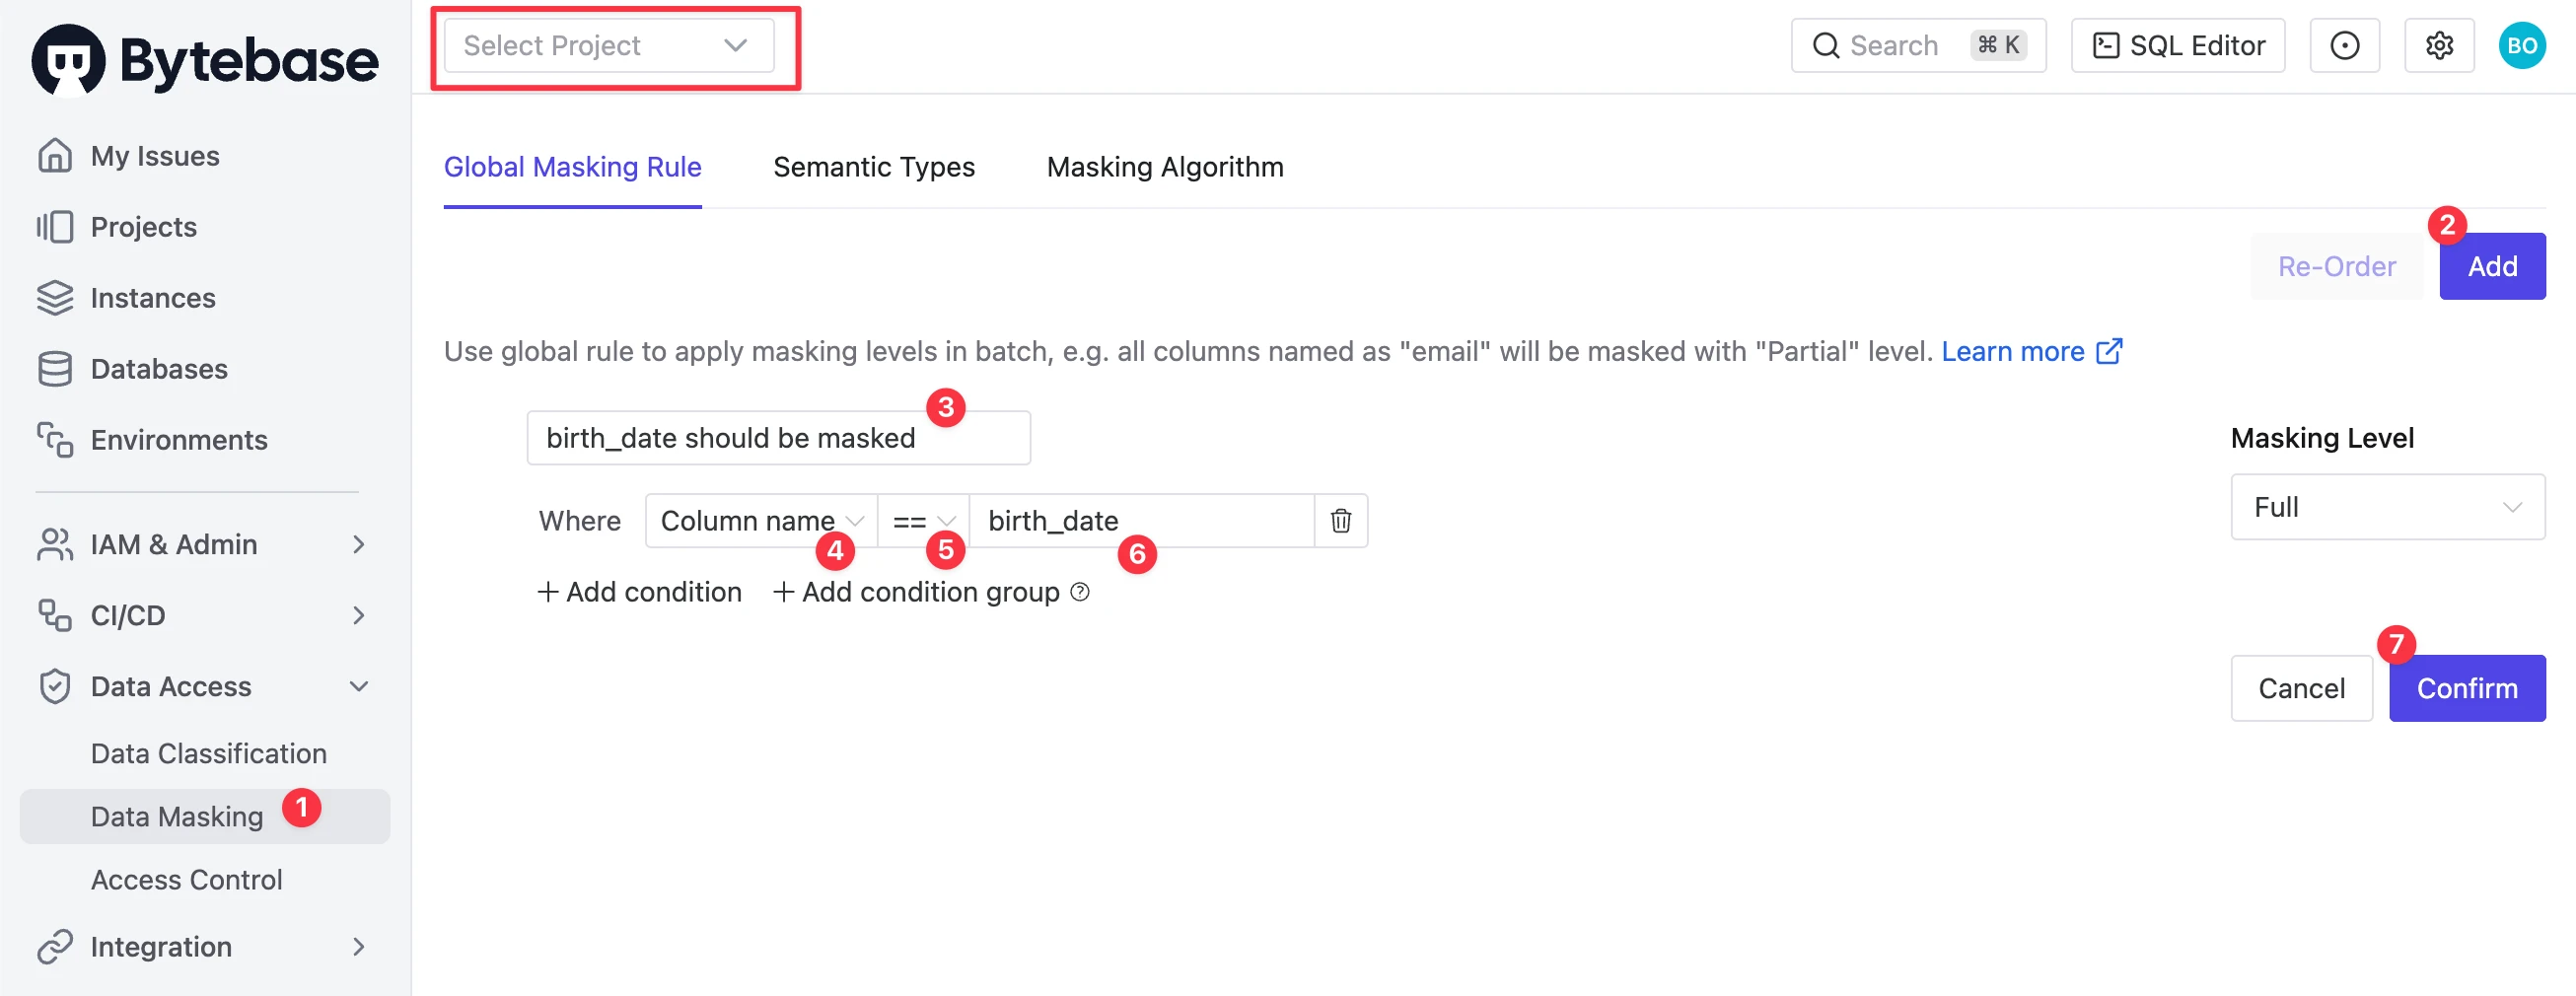 Bytebase
Select Project
Search ⌘ K
SQL Editor
BO
My Issues
Projects
Instances
Databases
Environments
IAM & Admin
CI/CD
Data Access
Data Classification
Data Masking 1
Access Control
Integration
Global Masking Rule Semantic Types Masking Algorithm
2
Re-Order Add
Use global rule to apply masking levels in batch, e.g. all columns named as "email" will be masked with "Partial" level. Learn more
3
birth_date should be masked
Where Column name == birth_date
4 5 6
+ Add condition + Add condition group ?
Masking Level
Full
7
Cancel Confirm